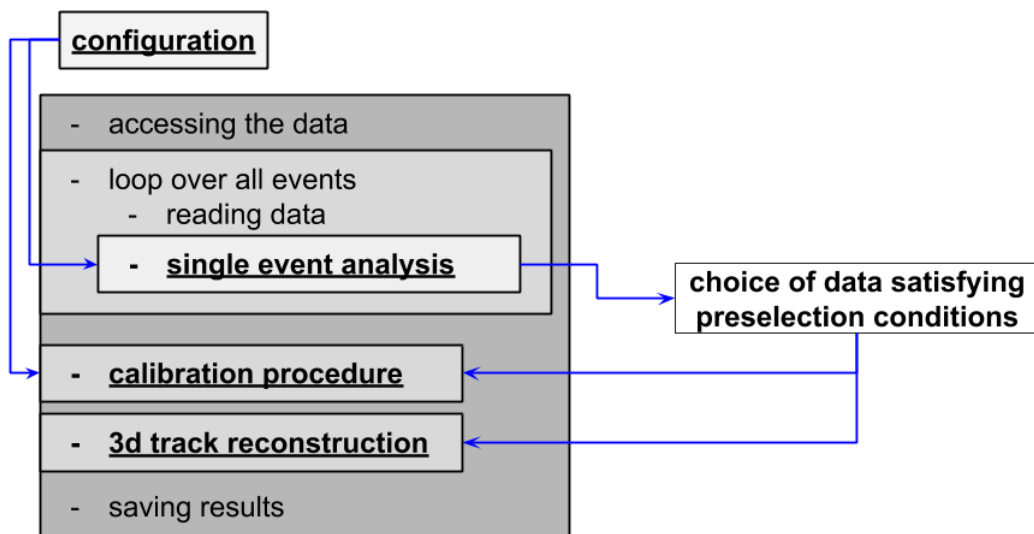 configuration
- accessing the data
- loop over all events
- reading data
- single event analysis
choice of data satisfying
preselection conditions
- calibration procedure
- 3d track reconstruction
- saving results